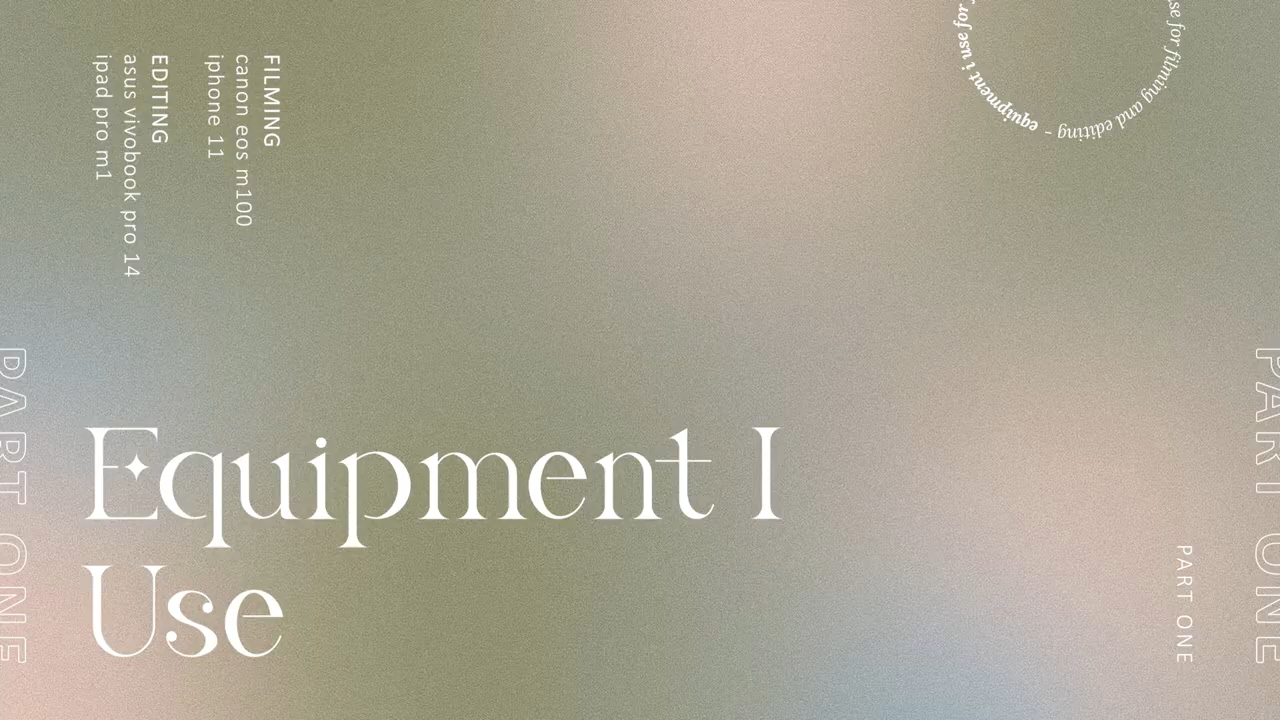 FILMING
canon eos m100
iphone 11
EDITING
asus vivobook pro 14
ipad pro m1
equipment i use for filming and editing -
Equipment I
Use
PART ONE
PART ONE
PART ONE